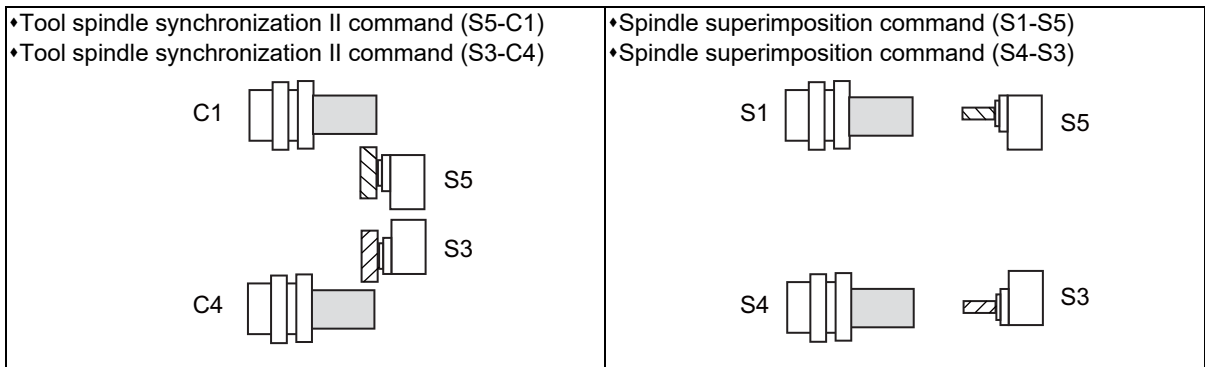 ♦Tool spindle synchronization II command (S5-C1)
♦Tool spindle synchronization II command (S3-C4)
C1
S5
S3
C4
♦Spindle superimposition command (S1-S5)
♦Spindle superimposition command (S4-S3)
S1
S5
S4
S3